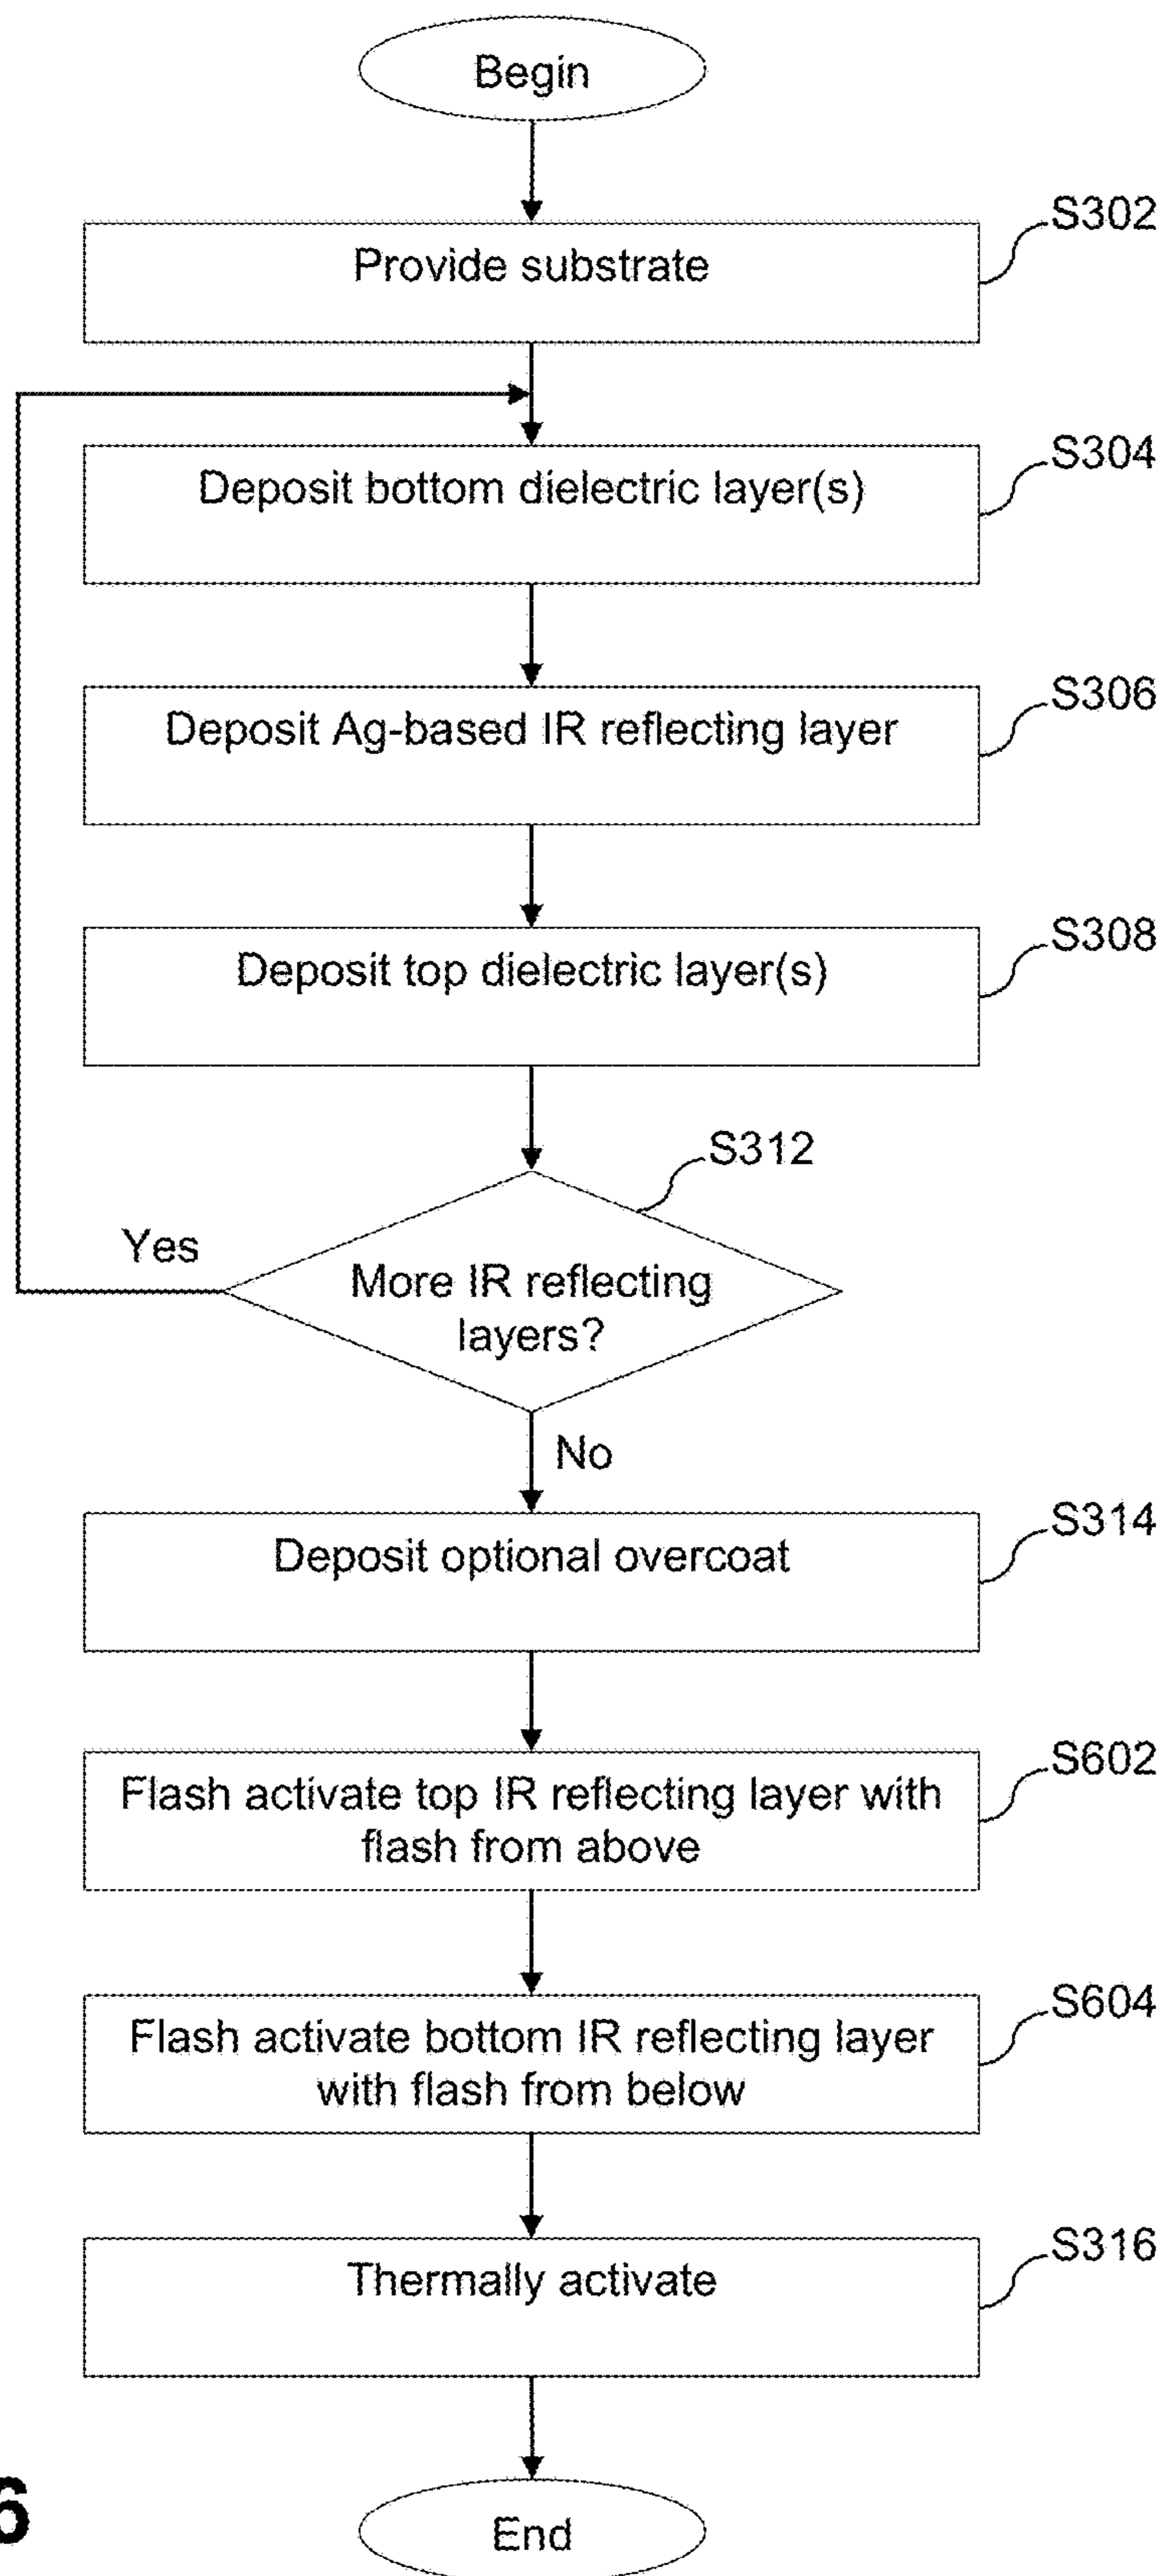 Begin
S302
Provide substrate
S304
Deposit bottom dielectric layer(s)
S306
Deposit Ag-based IR reflecting layer
S308
Deposit top dielectric layer(s)
S312
Yes
More IR reflecting
layers?
No
S314
Deposit optional overcoat
S602
Flash activate top IR reflecting layer with
flash from above
S604
Flash activate bottom IR reflecting layer
with flash from below
S316
Thermally activate
6
End